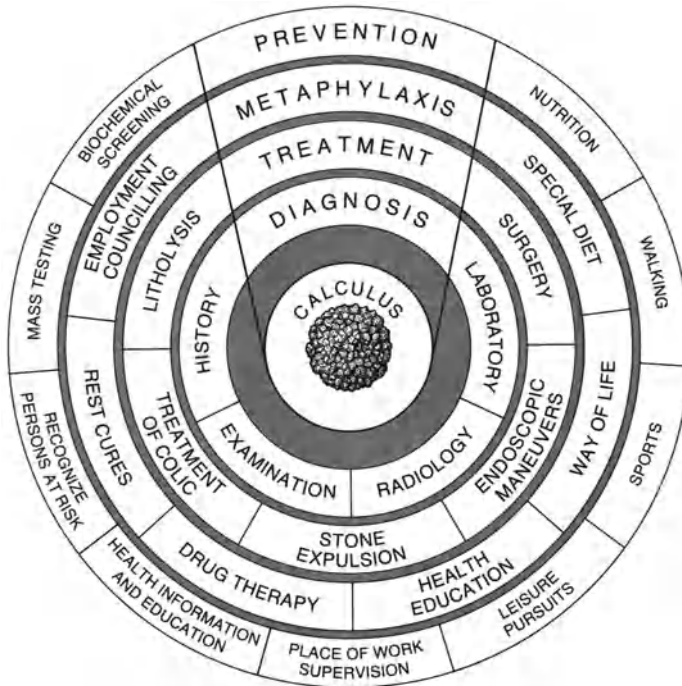 PREVENTION
METAPHYLAXIS
TREATMENT
DIAGNOSIS
CALCULUS
NUTRITION
WALKING
SPORTS
LEISURE
PURSUITS
PLACE OF WORK
SUPERVISION
HEALTH INFORMATION
AND EDUCATION
RECOGNIZE
PERSONS AT RISK
MASS TESTING
BIOCHEMICAL
SCREENING
SPECIAL DIET
WAY OF LIFE
HEALTH
EDUCATION
DRUG THERAPY
REST CURES
EMPLOYMENT
COUNCILLING
SURGERY
ENDOSCOPIC
MANEUVERS
STONE
EXPULSION
TREATMENT
OF COLIC
LITHOLYSIS
LABORATORY
RADIOLOGY
EXAMINATION
HISTORY